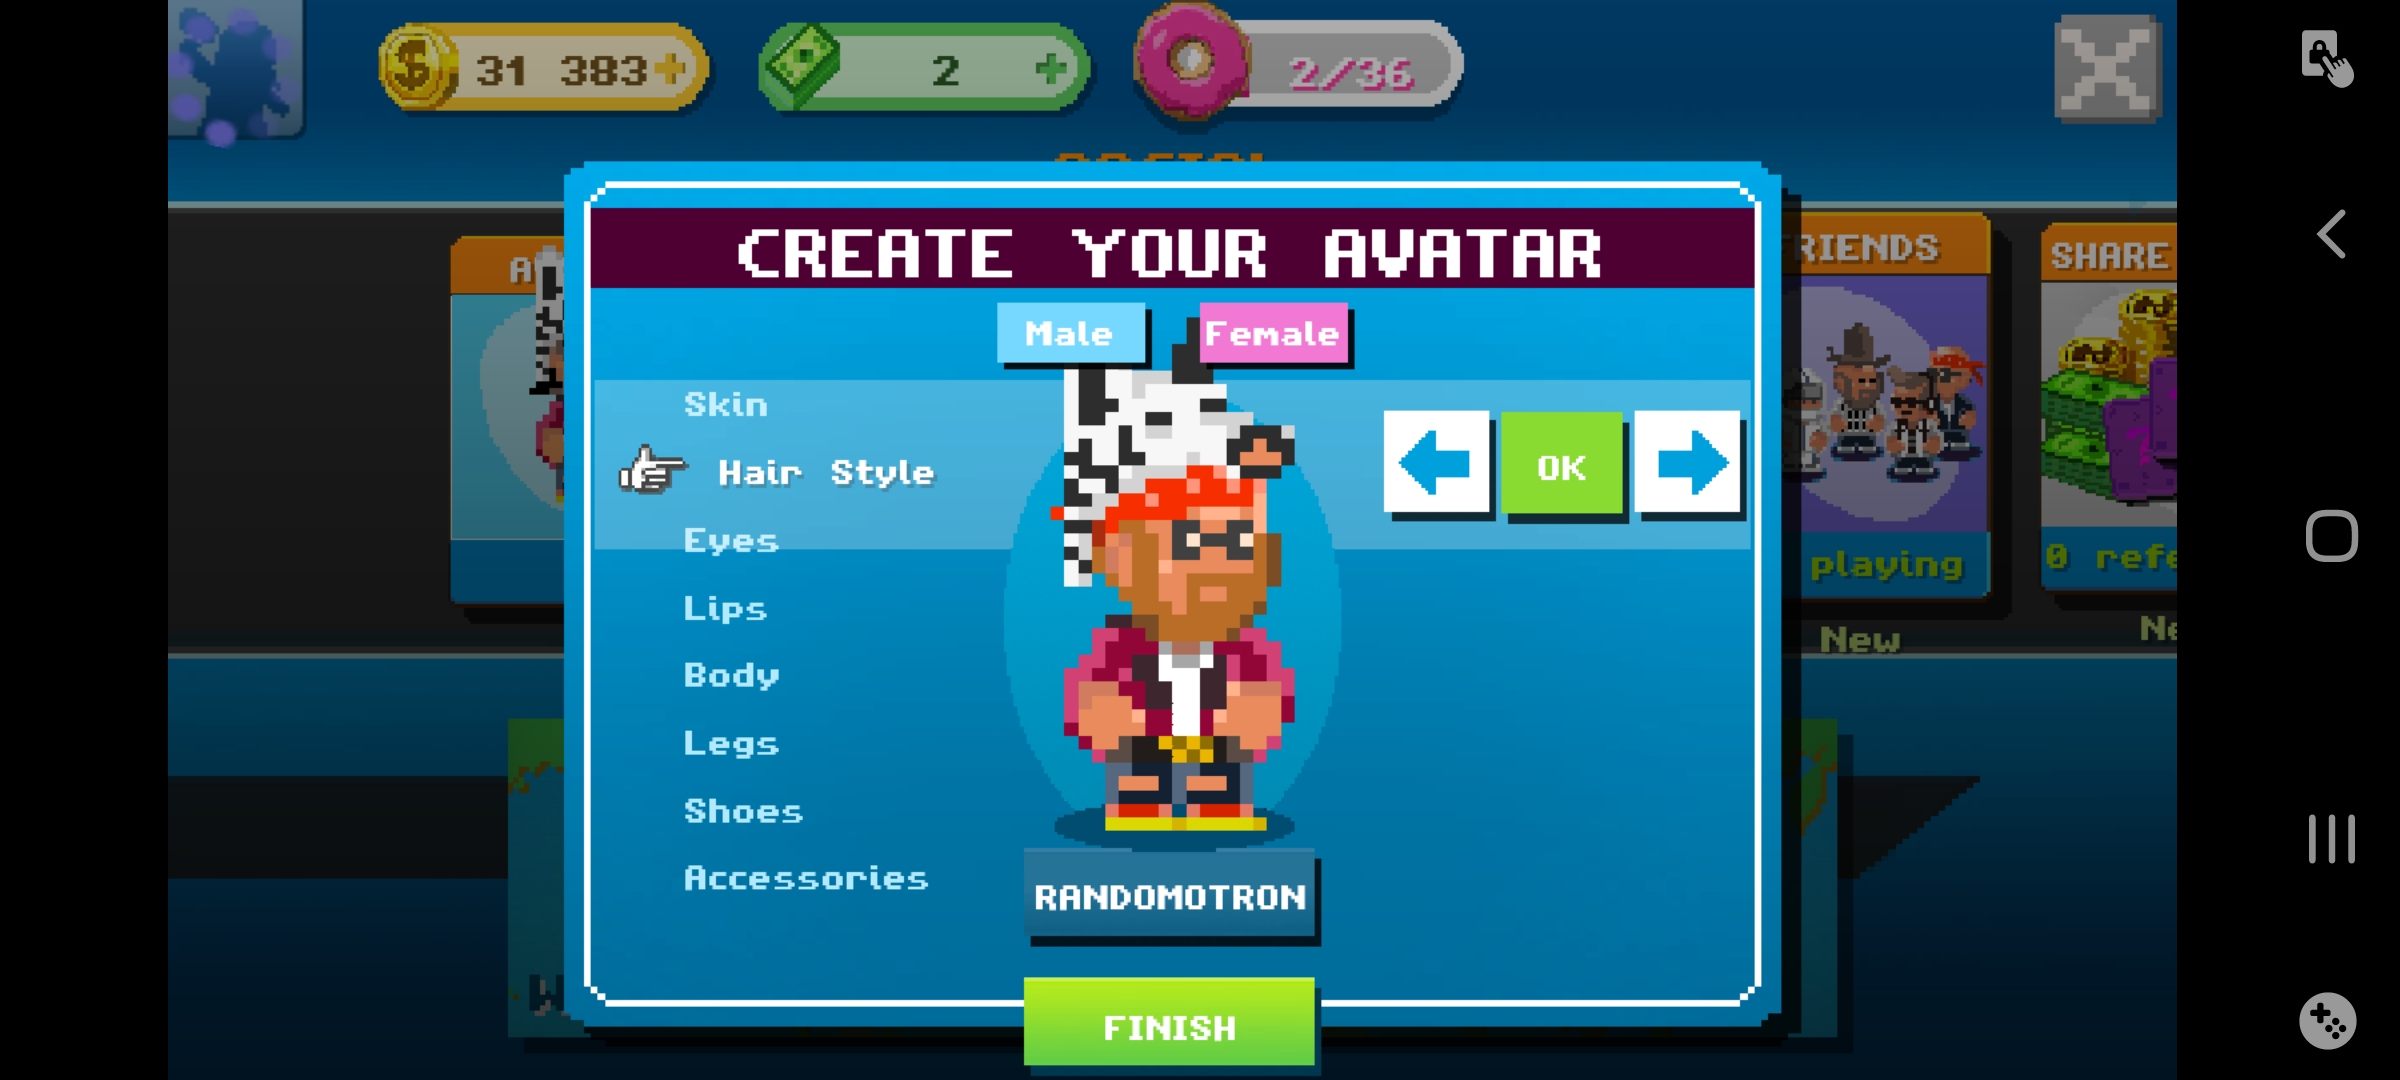 31 383
2
2/36
CREATE YOUR AVATAR
Male Female
Skin
Hair Style
OK
Eyes
Lips
Body
Legs
Shoes
Accessories
RANDOMOTRON
FINISH
RIENDS
playing
New
SHARE
0 refe
Ne